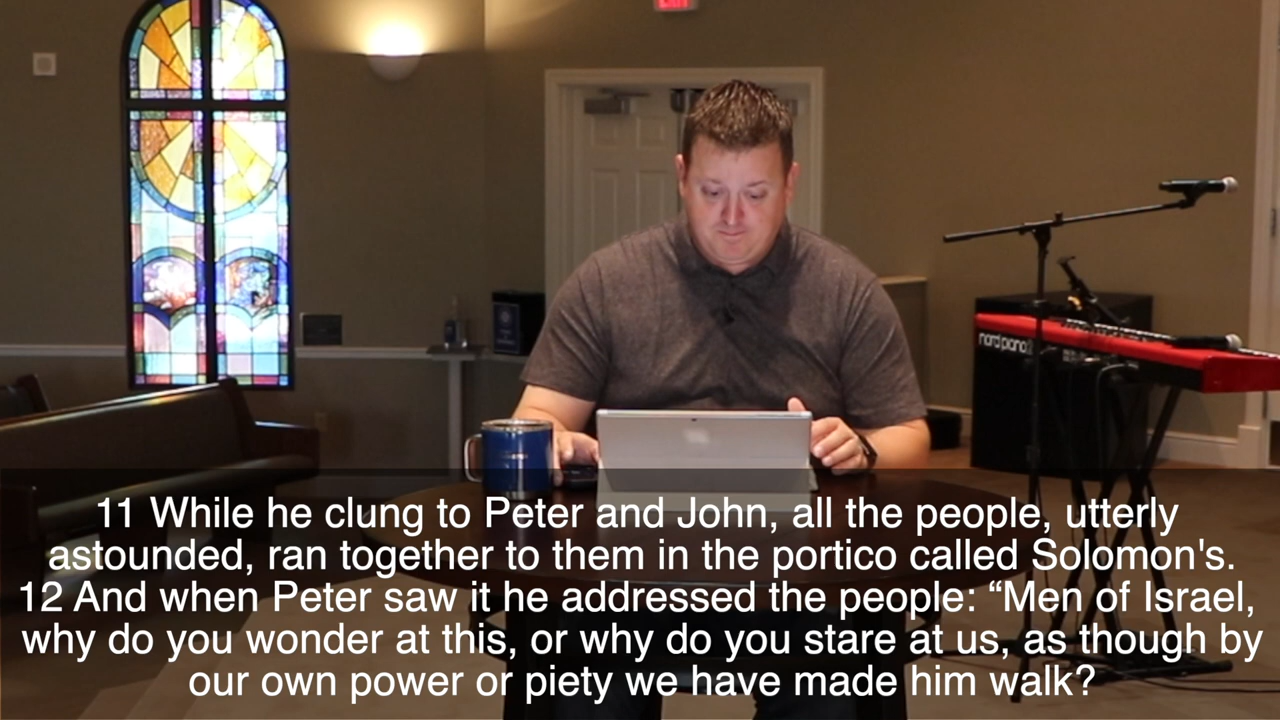 EXIT
nord piano
11 While he clung to Peter and John, all the people, utterly
astounded, ran together to them in the portico called Solomon's.
12 And when Peter saw it he addressed the people: “Men of Israel,
why do you wonder at this, or why do you stare at us, as though by
our own power or piety we have made him walk?